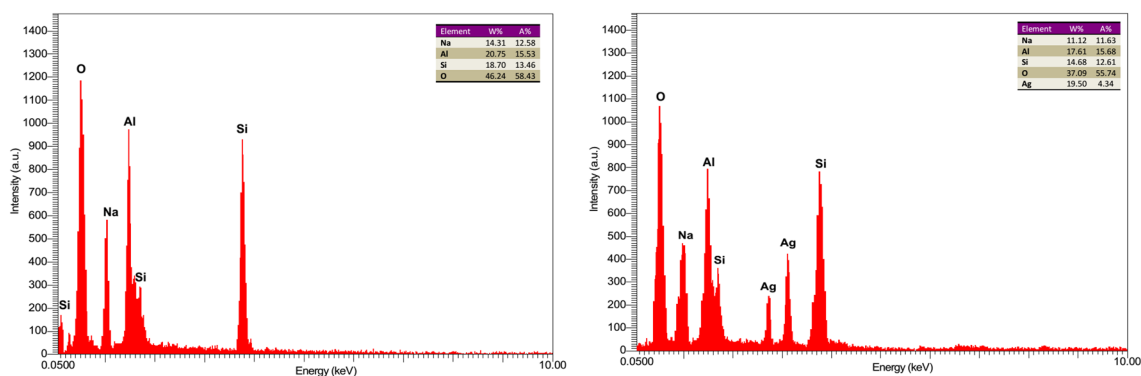 1400
1300
1200
1100
1000
900
800
700
600
500
400
300
200
100
0
Intensity (a.u.)
0.0500
10.00
Energy (keV)
Si
O
Na
Al
Si
Si
Element W% A%
Na 14.31 12.58
Al 20.75 15.53
Si 18.70 13.46
O 46.24 58.43
1400
1300
1200
1100
1000
900
800
700
600
500
400
300
200
100
0
Intensity (a.u.)
0.0500
10.00
Energy (keV)
O
Na
Al
Si
Ag
Ag
Si
Element W% A%
Na 11.12 11.63
Al 17.61 15.68
Si 14.68 12.61
O 37.09 55.74
Ag 19.50 4.34